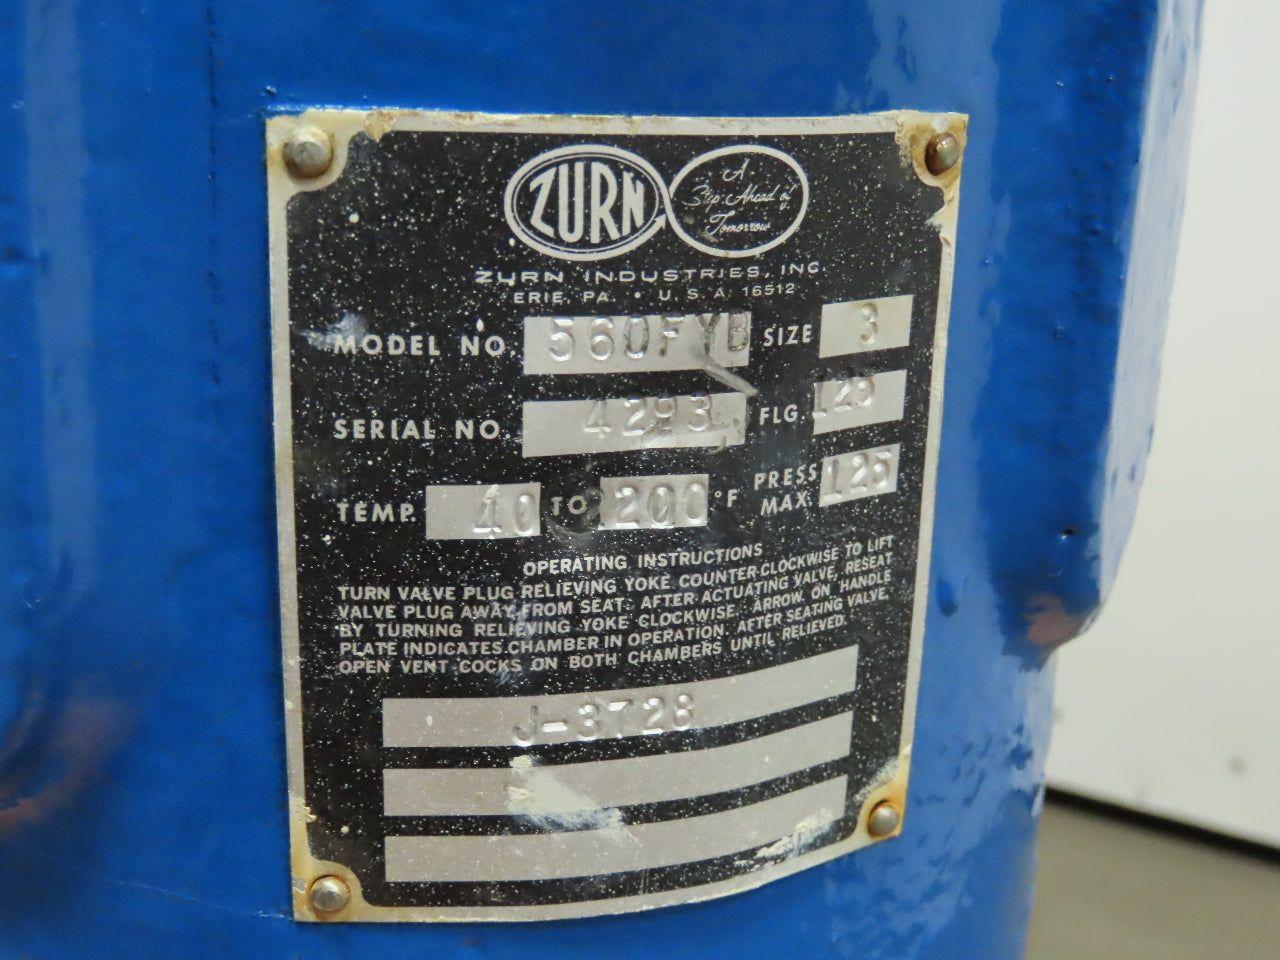 ZURN
A
Step Ahead of
Tomorrow
ZURN INDUSTRIES, INC.
ERIE, PA • U.S.A. 16512
MODEL NO. 560FYB SIZE 3
SERIAL NO. 4293 FLG. 125
TEMP. 40 TO 200 °F PRESS MAX. 125
OPERATING INSTRUCTIONS
TURN VALVE PLUG RELIEVING YOKE COUNTER-CLOCKWISE TO LIFT
VALVE PLUG AWAY FROM SEAT. AFTER ACTUATING VALVE, RESEAT
BY TURNING RELIEVING YOKE CLOCKWISE. ARROW ON HANDLE
PLATE INDICATES CHAMBER IN OPERATION. AFTER SEATING VALVE,
OPEN VENT COCKS ON BOTH CHAMBERS UNTIL RELIEVED.
J-3728